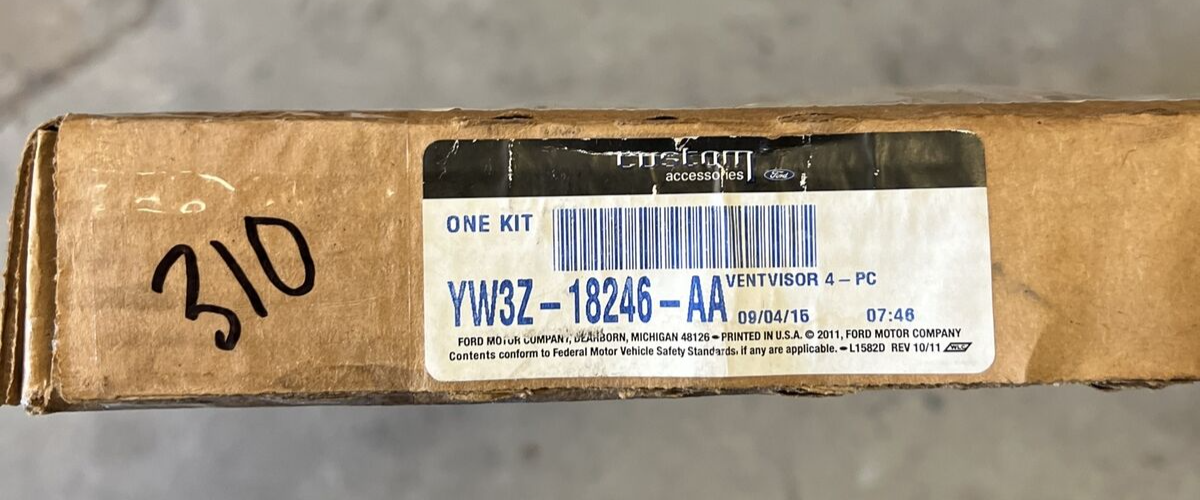 310
custom
accessories Ford
ONE KIT
YW3Z-18246-AA VENTVISOR 4-PC
09/04/15 07:46
FORD MOTOR COMPANY, DEARBORN, MICHIGAN 48126 - PRINTED IN U.S.A. © 2011, FORD MOTOR COMPANY
Contents conform to Federal Motor Vehicle Safety Standards, if any are applicable. - L1582D REV 10/11 WLC